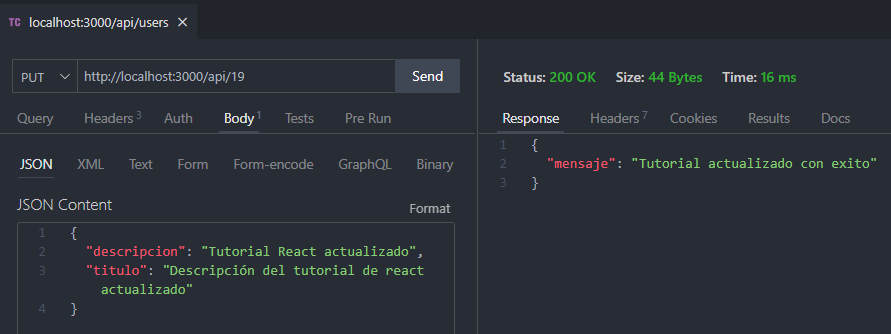 TC localhost:3000/api/users ×
PUT http://localhost:3000/api/19 Send
Query Headers 3 Auth Body 1 Tests Pre Run
JSON XML Text Form Form-encode GraphQL Binary
JSON Content Format
1 {
2 "descripcion": "Tutorial React actualizado",
3 "titulo": "Descripción del tutorial de react
actualizado"
4 }
Status: 200 OK Size: 44 Bytes Time: 16 ms
Response Headers 7 Cookies Results Docs
1 {
2 "mensaje": "Tutorial actualizado con exito"
3 }